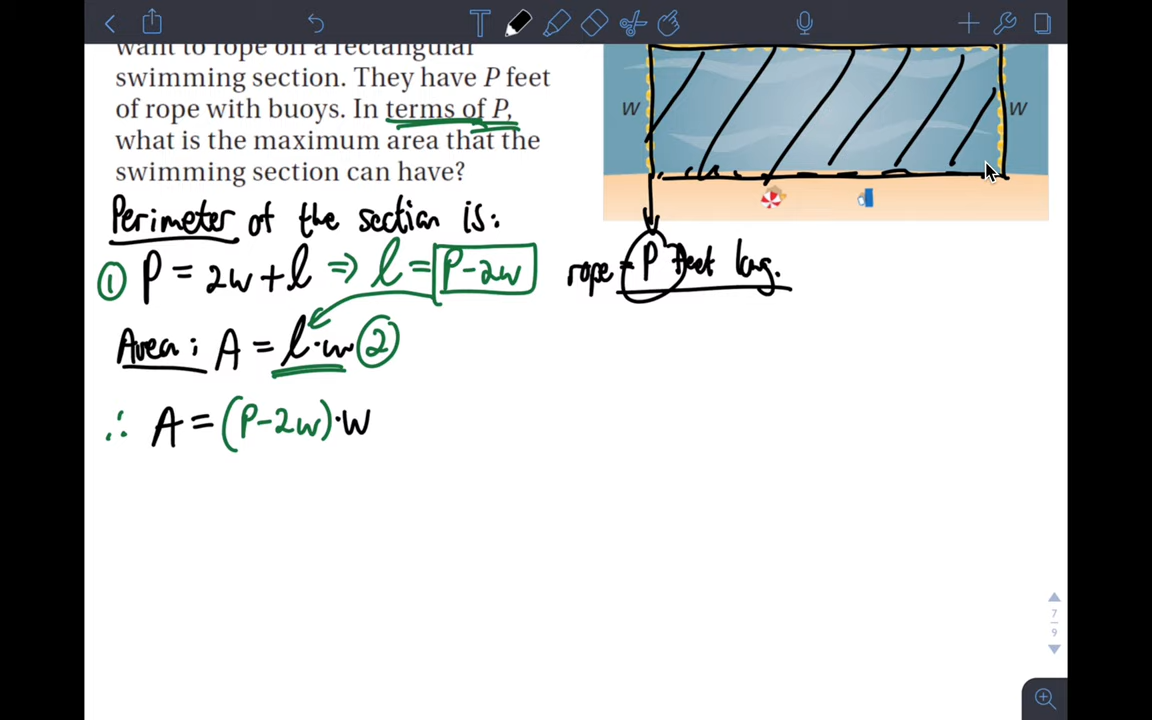 want to rope off a rectangular
swimming section. They have P feet
of rope with buoys. In terms of P,
what is the maximum area that the
swimming section can have?
w
w
Perimeter of the section is:
① P = 2w + l ⇒ l = P-2w
rope = P feet long.
Area: A = l·w ②
∴ A = (P-2w)·w
7
9